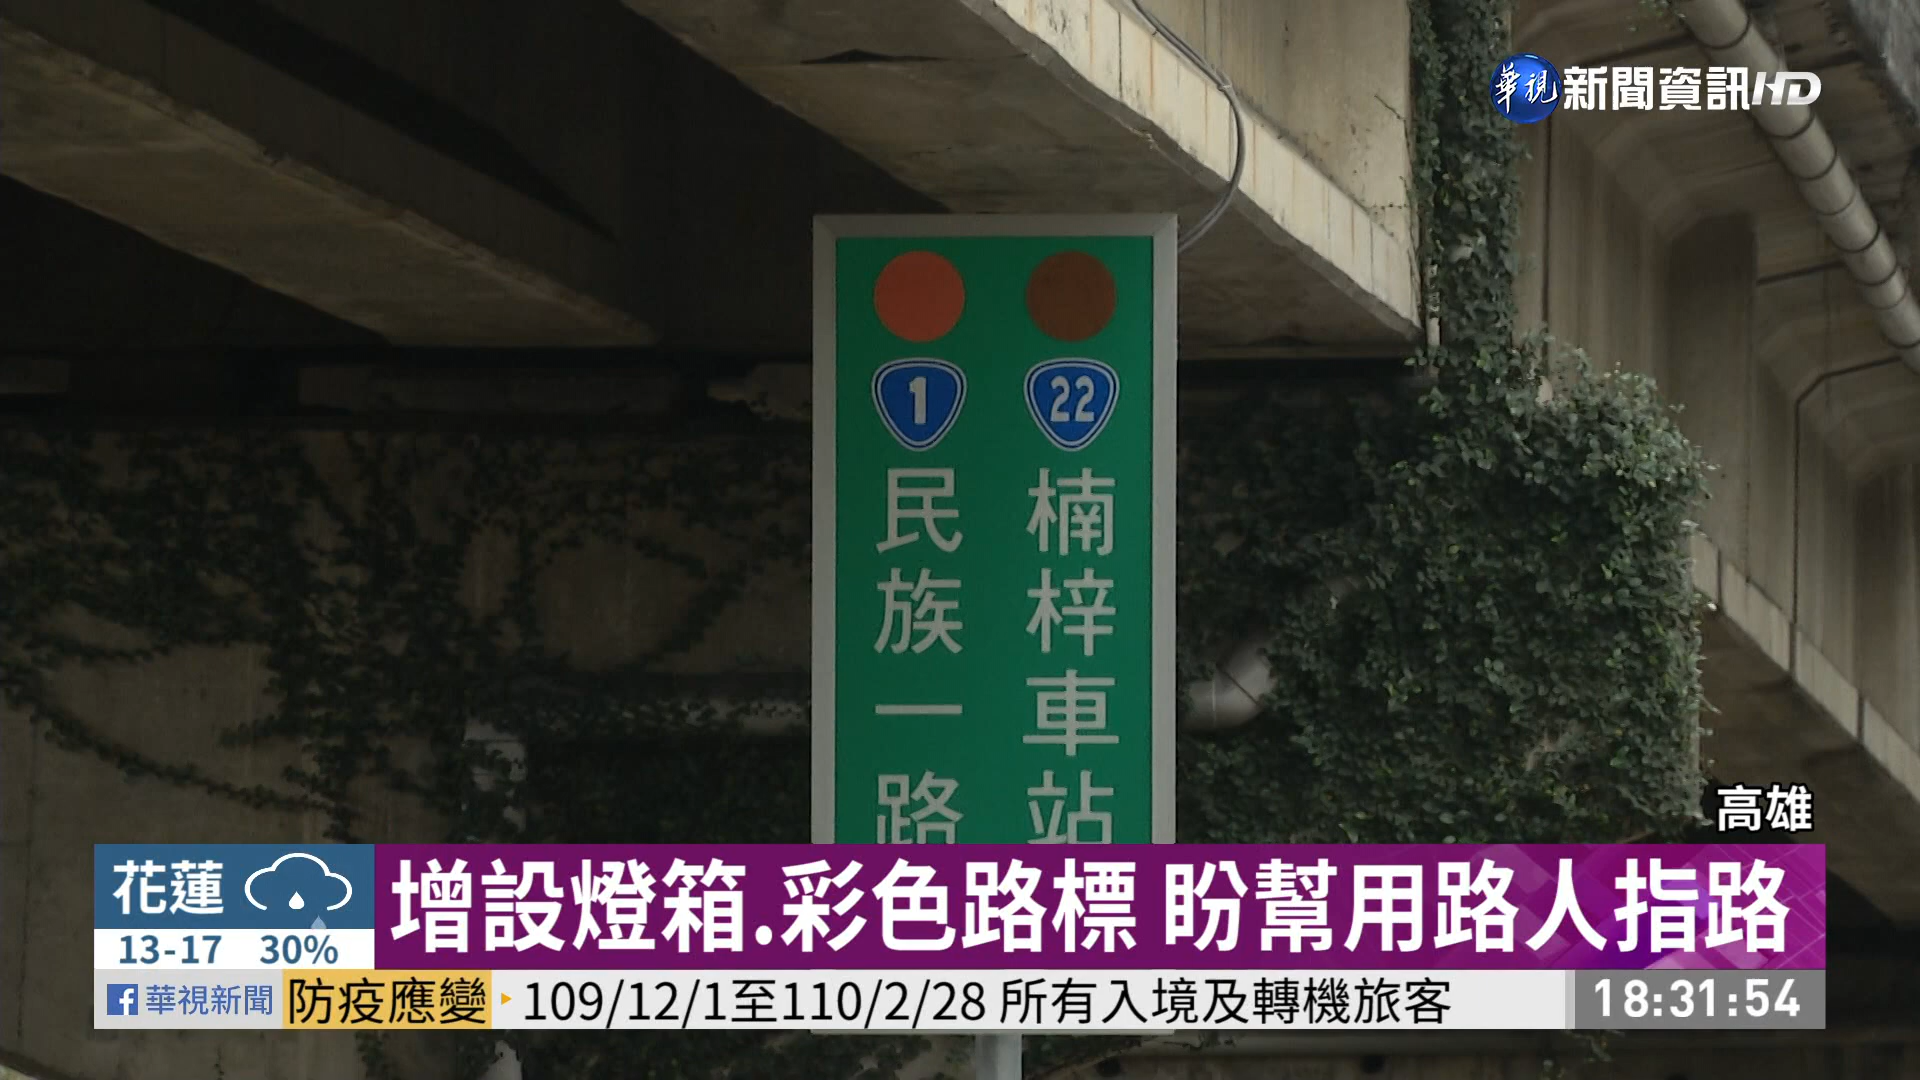 華視 新聞資訊HD
1
民族一路
22
楠梓車站
高雄
花蓮
13-17 30%
增設燈箱.彩色路標 盼幫用路人指路
華視新聞
防疫應變
109/12/1至110/2/28 所有入境及轉機旅客
18:31:54